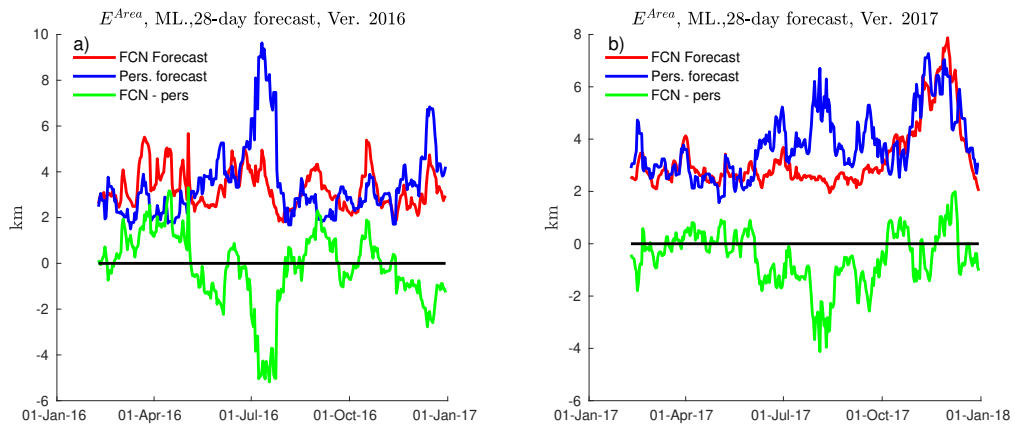 E^Area, ML.,28-day forecast, Ver. 2016
a)
FCN Forecast
Pers. forecast
FCN - pers
km
10
8
6
4
2
0
-2
-4
-6
01-Jan-16 01-Apr-16 01-Jul-16 01-Oct-16 01-Jan-17
E^Area, ML.,28-day forecast, Ver. 2017
b)
FCN Forecast
Pers. forecast
FCN - pers
km
8
6
4
2
0
-2
-4
-6
01-Jan-17 01-Apr-17 01-Jul-17 01-Oct-17 01-Jan-18